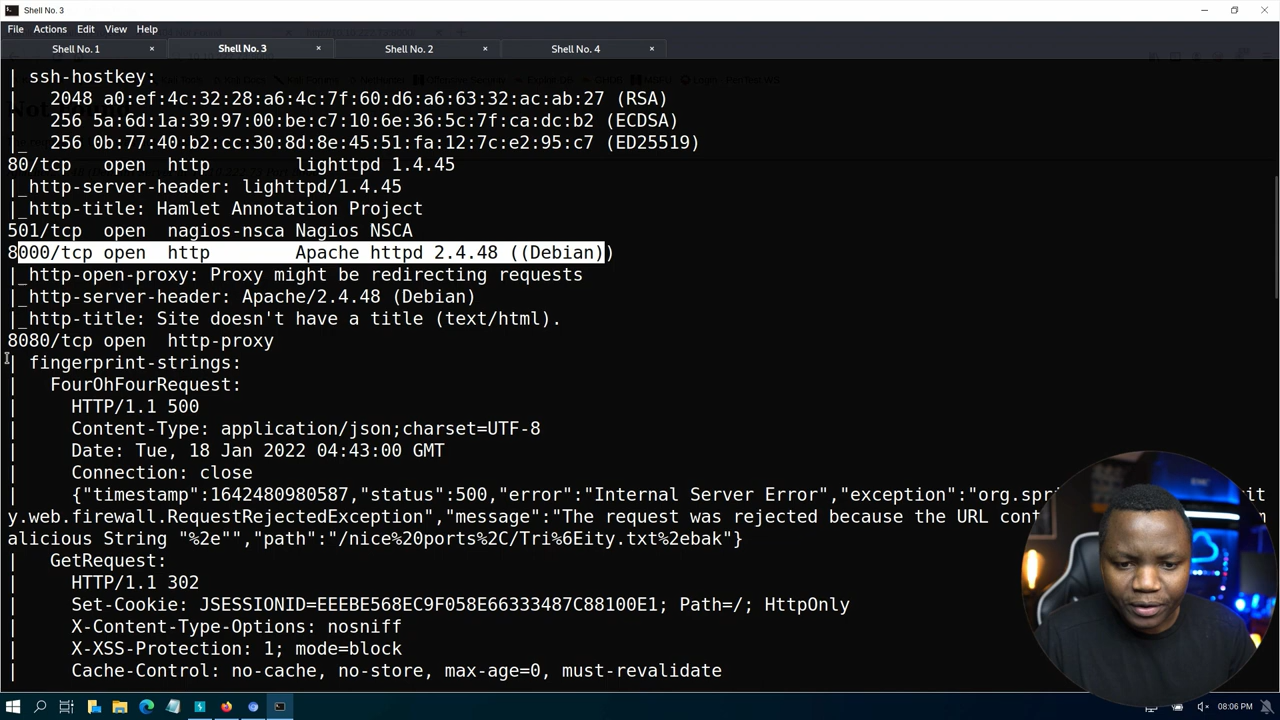 Shell No. 3
File Actions Edit View Help
Shell No. 1 × Shell No. 3 × Shell No. 2 × Shell No. 4 ×
| ssh-hostkey:
|   2048 a0:ef:4c:32:28:a6:4c:7f:60:d6:a6:63:32:ac:ab:27 (RSA)
|   256 5a:6d:1a:39:97:00:be:c7:10:6e:36:5c:7f:ca:dc:b2 (ECDSA)
|_  256 0b:77:40:b2:cc:30:8d:8e:45:51:fa:12:7c:e2:95:c7 (ED25519)
80/tcp   open  http        lighttpd 1.4.45
|_http-server-header: lighttpd/1.4.45
|_http-title: Hamlet Annotation Project
501/tcp  open  nagios-nsca Nagios NSCA
8000/tcp open  http        Apache httpd 2.4.48 ((Debian))
|_http-open-proxy: Proxy might be redirecting requests
|_http-server-header: Apache/2.4.48 (Debian)
|_http-title: Site doesn't have a title (text/html).
8080/tcp open  http-proxy
| fingerprint-strings:
|   FourOhFourRequest:
|     HTTP/1.1 500
|     Content-Type: application/json;charset=UTF-8
|     Date: Tue, 18 Jan 2022 04:43:00 GMT
|     Connection: close
|     {"timestamp":1642480980587,"status":500,"error":"Internal Server Error","exception":"org.spri it
y.web.firewall.RequestRejectedException","message":"The request was rejected because the URL cont m
alicious String "%2e"","path":"/nice%20ports%2C/Tri%6Eity.txt%2ebak"}
|   GetRequest:
|     HTTP/1.1 302
|     Set-Cookie: JSESSIONID=EEEBE568EC9F058E66333487C88100E1; Path=/; HttpOnly
|     X-Content-Type-Options: nosniff
|     X-XSS-Protection: 1; mode=block
|     Cache-Control: no-cache, no-store, max-age=0, must-revalidate
08:06 PM